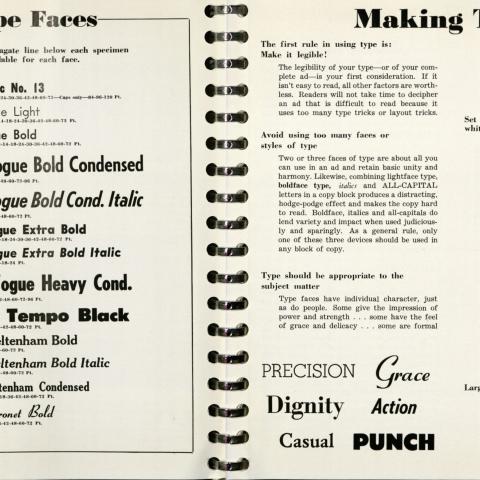 pe Faces
agate line below each specimen
lable for each face.
c No. 13
e Light
e Bold
ogue Bold Condensed
ogue Bold Cond. Italic
gue Extra Bold
gue Extra Bold Italic
ogue Heavy Cond.
Tempo Black
eltenham Bold
eltenham Bold Italic
tenham Condensed
ronet Bold
Making T
The first rule in using type is:
Make it legible!
The legibility of your type—or of your com-
plete ad—is your first consideration. If it
isn't easy to read, all other factors are worth-
less. Readers will not take time to decipher
an ad that is difficult to read because it
uses too many type tricks or layout tricks.
Avoid using too many faces or
styles of type
Two or three faces of type are about all you
can use in an ad and retain basic unity and
harmony. Likewise, combining lightface type,
boldface type, italics and ALL-CAPITAL
letters in a copy block produces a distracting,
hodge-podge effect and makes the copy hard
to read. Boldface, italics and all-capitals do
lend variety and impact when used judicious-
ly and sparingly. As a general rule, only
one of these three devices should be used in
any block of copy.
Type should be appropriate to the
subject matter
Type faces have individual character, just
as do people. Some give the impression of
power and strength . . . some have the feel
of grace and delicacy . . . some are formal
PRECISION Grace
Dignity Action
Casual PUNCH
Set
whit
Larg